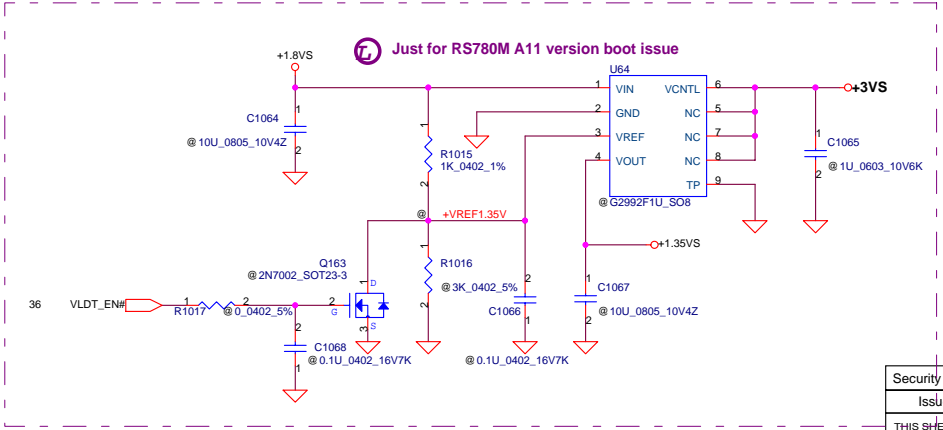 L Just for RS780M A11 version boot issue
+1.8VS
C1064
1
2
@ 10U_0805_10V4Z
1
R1015
1K_0402_1%
2
@ +VREF1.35V
U64
1 VIN VCNTL 6
2 GND NC 5
3 VREF NC 7
4 VOUT NC 8
TP 9
@ G2992F1U_SO8
+3VS
1
C1065
@ 1U_0603_10V6K
2
+1.35VS
Q163
@ 2N7002_SOT23-3
1 D
2 G
3 S
1
R1016
@ 3K_0402_5%
2
2
C1066
1
@ 0.1U_0402_16V7K
1
C1067
@ 10U_0805_10V4Z
2
36 VLDT_EN# 1 2
R1017 @ 0_0402_5%
2
C1068
@ 0.1U_0402_16V7K
1
Security
Issu
THIS SHE